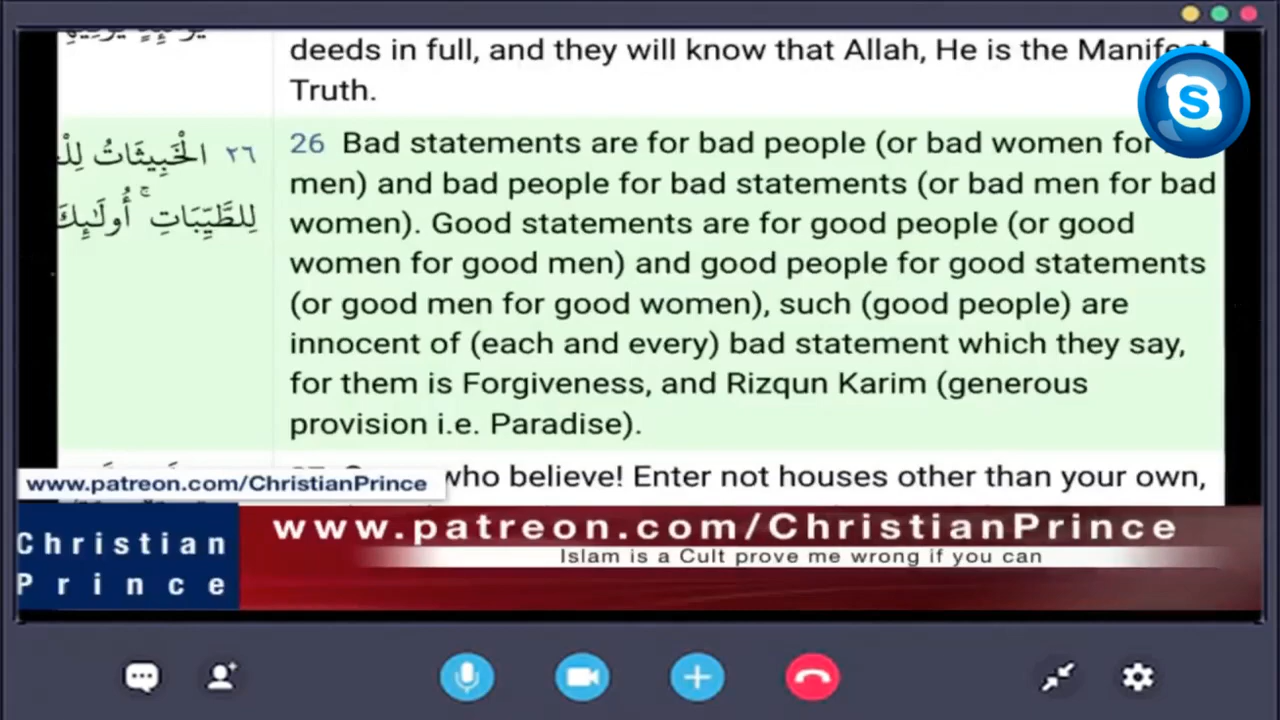 deeds in full, and they will know that Allah, He is the Manifest
Truth.
S
٢٦ الْخَبِيثَاتُ
26 Bad statements are for bad people (or bad women for
men) and bad people for bad statements (or bad men for bad
لِلطَّيِّبَاتِ ۚ أُولَٰئِكَ
women). Good statements are for good people (or good
women for good men) and good people for good statements
(or good men for good women), such (good people) are
innocent of (each and every) bad statement which they say,
for them is Forgiveness, and Rizqun Karim (generous
provision i.e. Paradise).
who believe! Enter not houses other than your own,
www.patreon.com/ChristianPrince
www.patreon.com/ChristianPrince
Islam is a Cult prove me wrong if you can
Christian
Prince